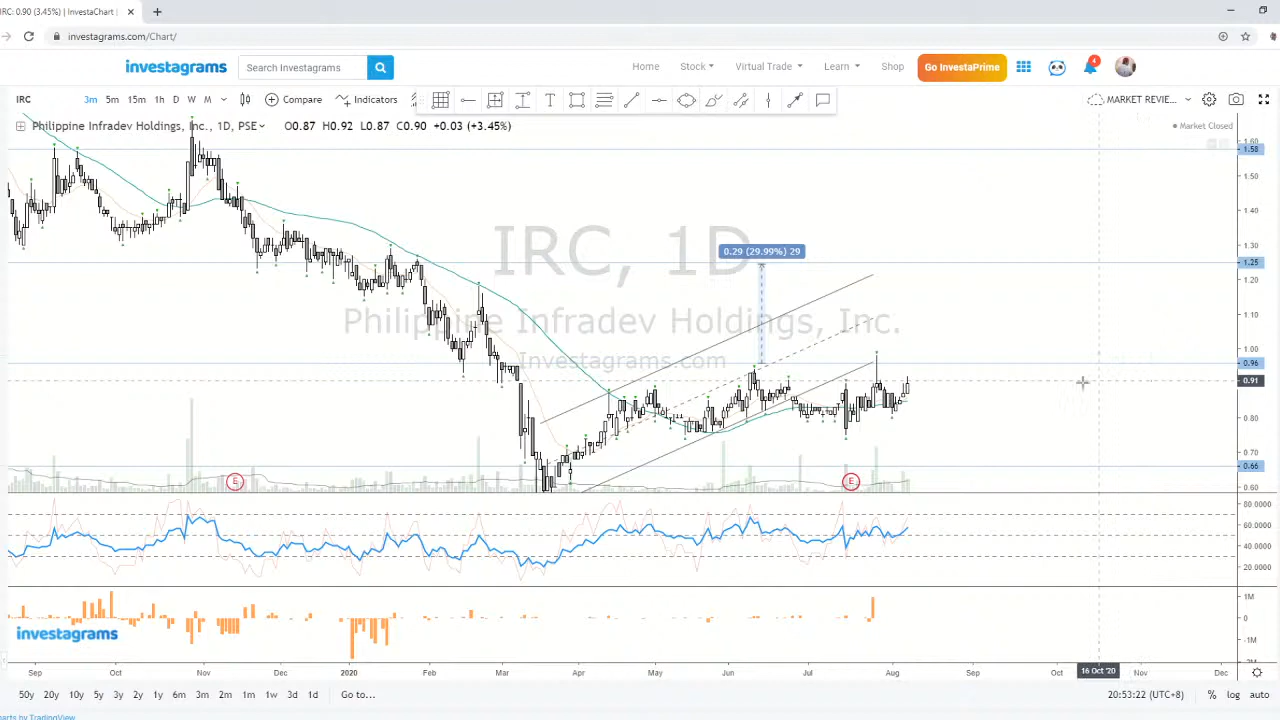 IRC: 0.90 (3.45%) | InvestaChart
investagrams.com/Chart/
investagrams
Search Investagrams
Home
Stock
Virtual Trade
Learn
Shop
Go InvestaPrime
4
IRC
3m 5m 15m 1h D W M
Compare
Indicators
MARKET REVIE...
Philippine Infradev Holdings, Inc., 1D, PSE
O0.87 H0.92 L0.87 C0.90 +0.03 (+3.45%)
Market Closed
1.60
1.58
1.50
1.40
1.30
1.25
1.20
1.10
1.00
0.96
0.91
0.80
0.70
0.66
0.60
IRC, 1D
Philippine Infradev Holdings, Inc.
Investagrams.com
0.29 (29.99%) 29
E
E
80.0000
60.0000
40.0000
20.0000
1M
0
-1M
investagrams
Sep Oct Nov Dec 2020 Feb Mar Apr May Jun Jul Aug Sep Oct 16 Oct '20 Nov Dec
50y 20y 10y 5y 3y 2y 1y 6m 3m 2m 1m 1w 3d 1d Go to...
20:53:22 (UTC+8) % log auto
harts by TradingView